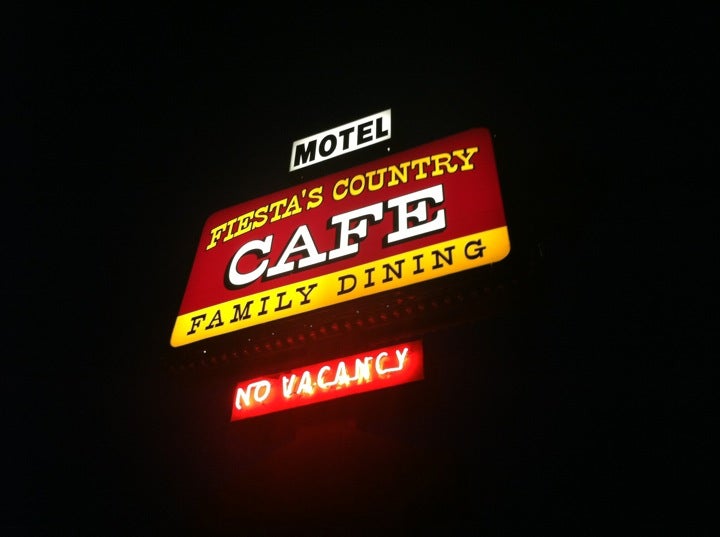 MOTEL
FIESTA'S COUNTRY
CAFE
FAMILY DINING
NO VACANCY